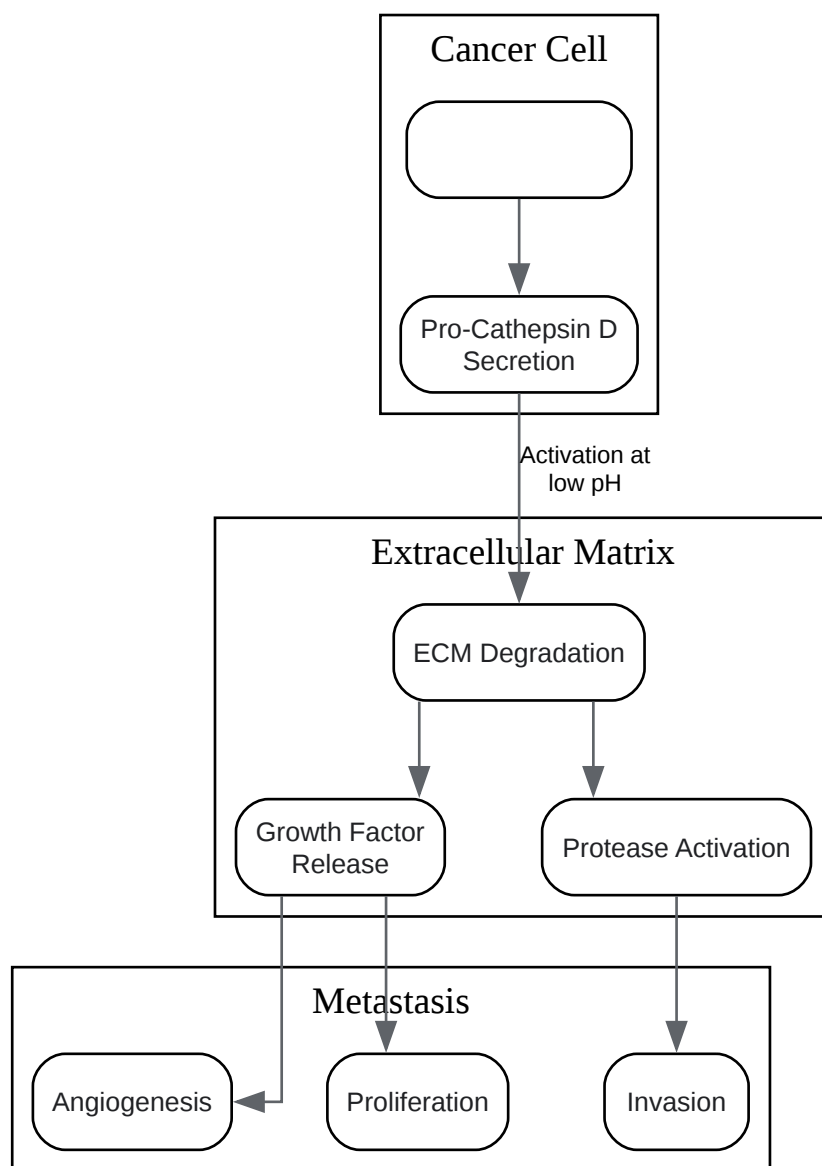 Cancer Cell
Pro-Cathepsin D
Secretion
Activation at
low pH
Extracellular Matrix
ECM Degradation
Growth Factor
Release
Protease Activation
Metastasis
Angiogenesis
Proliferation
Invasion